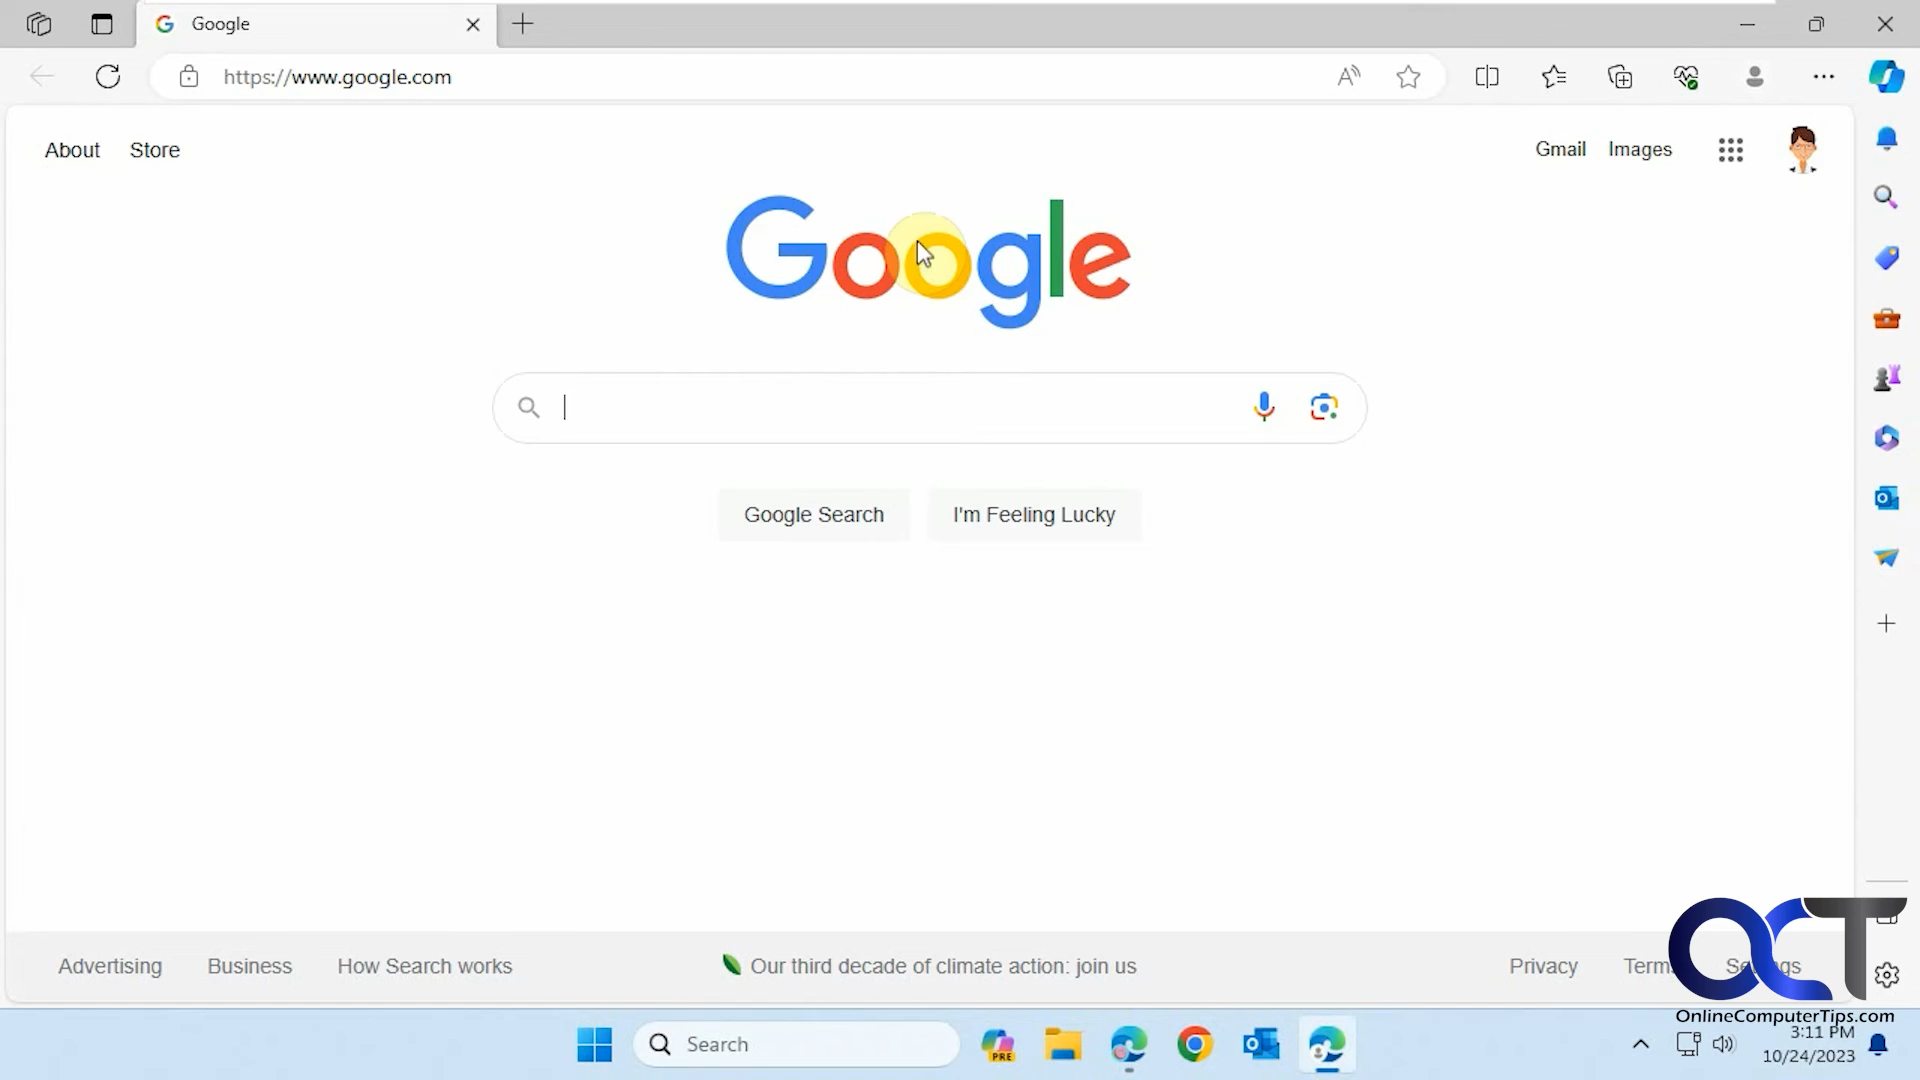 Google
https://www.google.com
About Store
Gmail Images
Google
Google Search I'm Feeling Lucky
Advertising Business How Search works
Our third decade of climate action: join us
Privacy Settings
OCT
OnlineComputerTips.com
Search
PRE
3:11 PM
10/24/2023